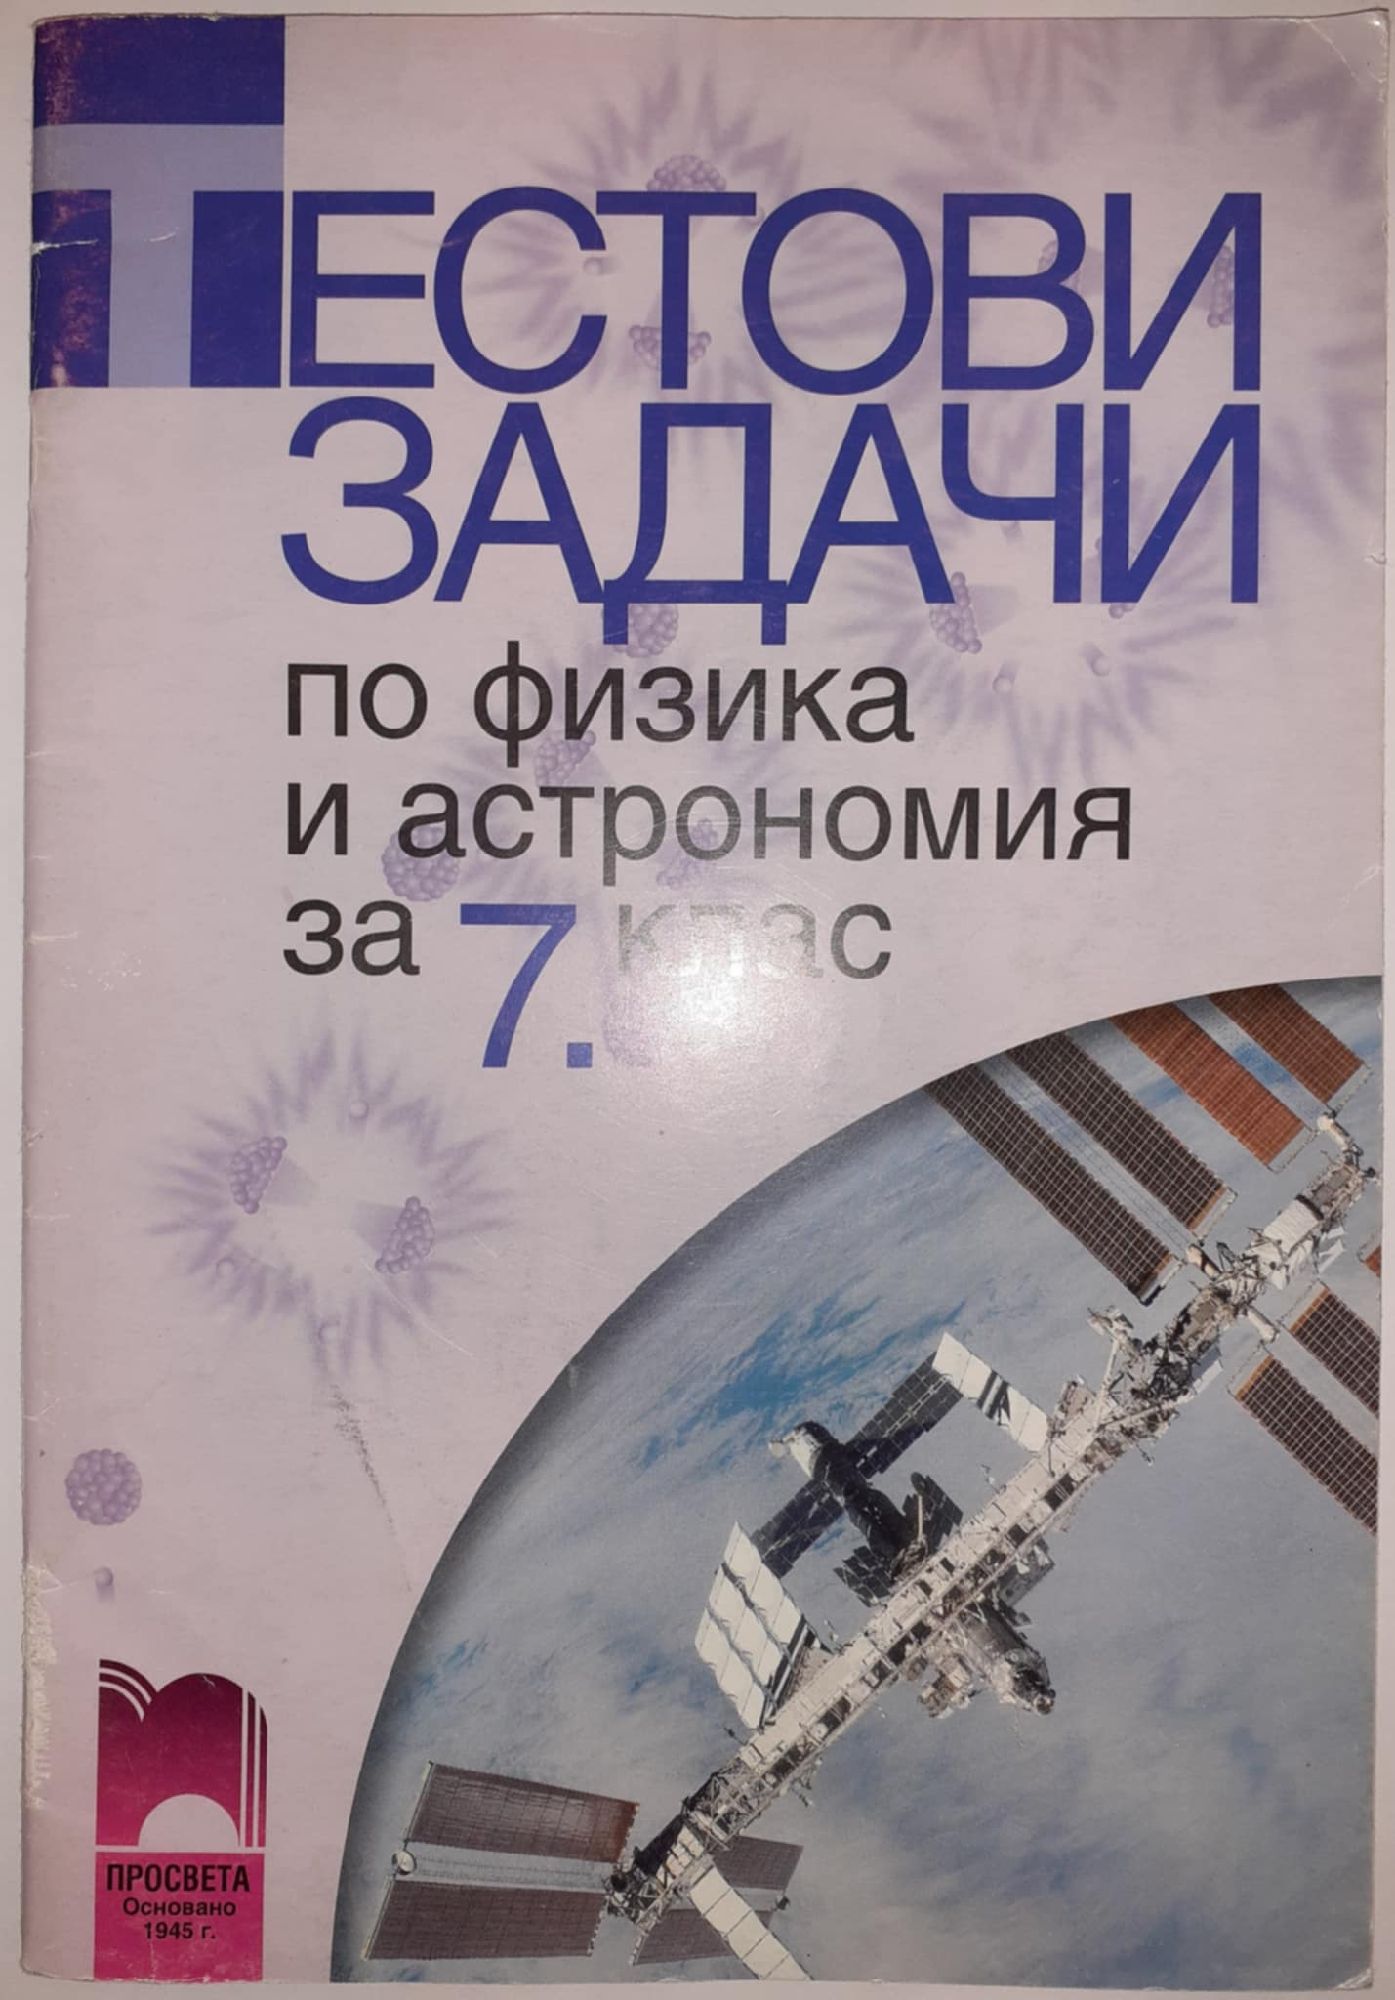 ТЕСТОВИ
ЗАДАЧИ
по физика
и астрономия
за 7. клас
ПРОСВЕТА
Основано
1945 г.